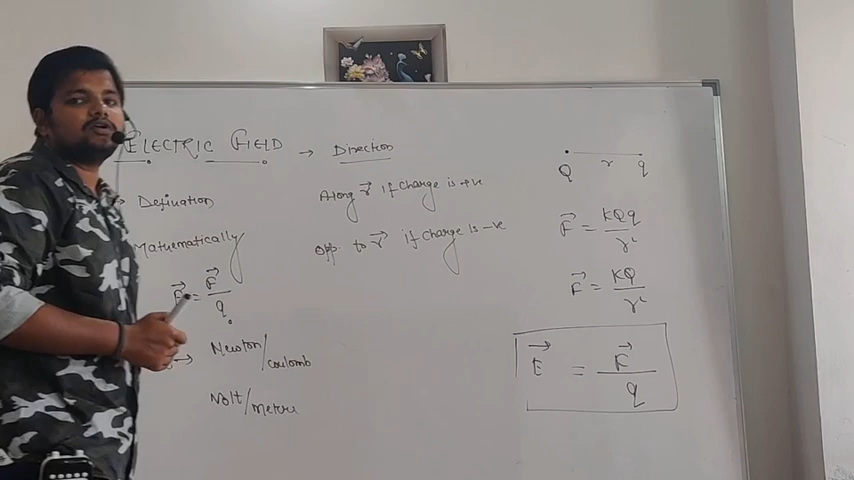 ELECTRIC FIELD → Direction
→ Defination
Along r⃗ if charge is +ve
Mathematically
opp. to r⃗ if charge is -ve
F⃗ = F⃗/q₀
→ Newton/coulomb
Volt/metre
Q r q
F⃗ = KQq/r²
F⃗ = KQ/r²
E⃗ = F⃗/q